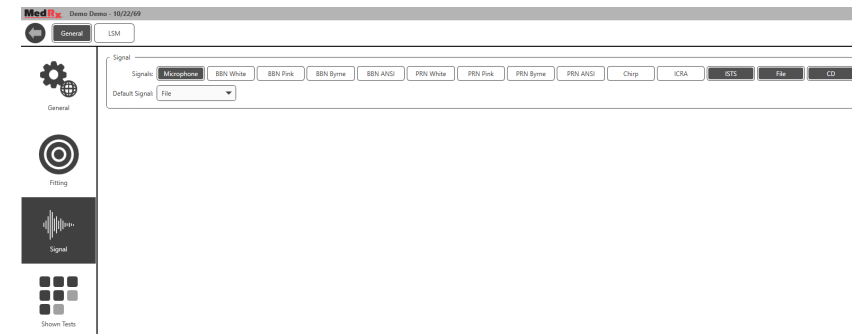 MedRx Demo Demo - 10/22/69
General LSM
Signal
Signals: Microphone BBN White BBN Pink BBN Byrne BBN ANSI PRN White PRN Pink PRN Byrne PRN ANSI Chirp ICRA ISTS File CD
Default Signal: File
General
Fitting
Signal
Shown Tests